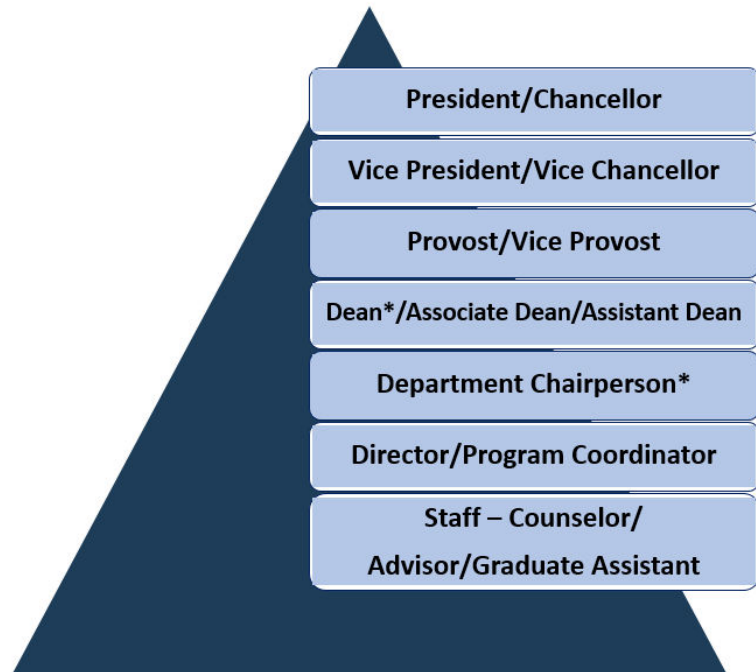 President/Chancellor
Vice President/Vice Chancellor
Provost/Vice Provost
Dean*/Associate Dean/Assistant Dean
Department Chairperson*
Director/Program Coordinator
Staff – Counselor/
Advisor/Graduate Assistant